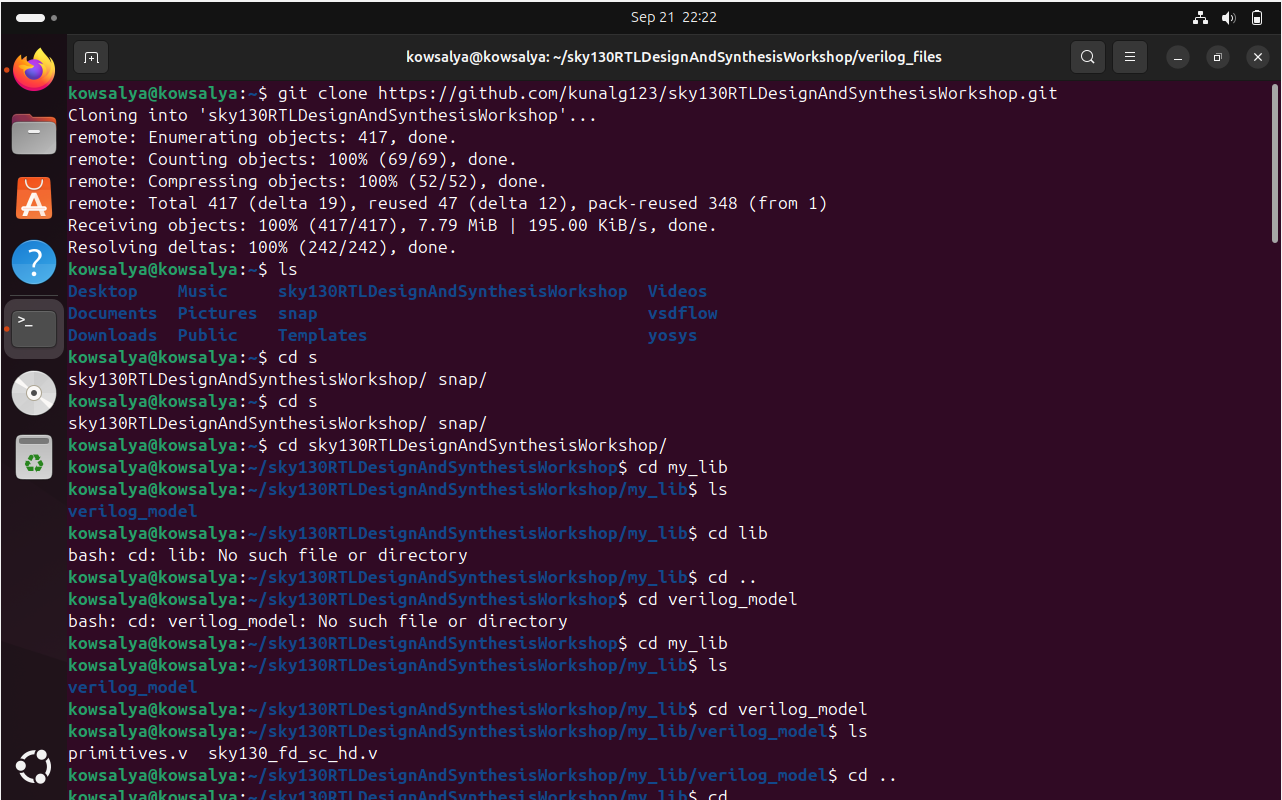 Sep 21 22:22
kowsalya@kowsalya: ~/sky130RTLDesignAndSynthesisWorkshop/verilog_files
kowsalya@kowsalya:~$ git clone https://github.com/kunalg123/sky130RTLDesignAndSynthesisWorkshop.git
Cloning into 'sky130RTLDesignAndSynthesisWorkshop'...
remote: Enumerating objects: 417, done.
remote: Counting objects: 100% (69/69), done.
remote: Compressing objects: 100% (52/52), done.
remote: Total 417 (delta 19), reused 47 (delta 12), pack-reused 348 (from 1)
Receiving objects: 100% (417/417), 7.79 MiB | 195.00 KiB/s, done.
Resolving deltas: 100% (242/242), done.
kowsalya@kowsalya:~$ ls
Desktop Music sky130RTLDesignAndSynthesisWorkshop Videos
Documents Pictures snap vsdflow
Downloads Public Templates yosys
kowsalya@kowsalya:~$ cd s
sky130RTLDesignAndSynthesisWorkshop/ snap/
kowsalya@kowsalya:~$ cd s
sky130RTLDesignAndSynthesisWorkshop/ snap/
kowsalya@kowsalya:~$ cd sky130RTLDesignAndSynthesisWorkshop/
kowsalya@kowsalya:~/sky130RTLDesignAndSynthesisWorkshop$ cd my_lib
kowsalya@kowsalya:~/sky130RTLDesignAndSynthesisWorkshop/my_lib$ ls
verilog_model
kowsalya@kowsalya:~/sky130RTLDesignAndSynthesisWorkshop/my_lib$ cd lib
bash: cd: lib: No such file or directory
kowsalya@kowsalya:~/sky130RTLDesignAndSynthesisWorkshop/my_lib$ cd ..
kowsalya@kowsalya:~/sky130RTLDesignAndSynthesisWorkshop$ cd verilog_model
bash: cd: verilog_model: No such file or directory
kowsalya@kowsalya:~/sky130RTLDesignAndSynthesisWorkshop$ cd my_lib
kowsalya@kowsalya:~/sky130RTLDesignAndSynthesisWorkshop/my_lib$ ls
verilog_model
kowsalya@kowsalya:~/sky130RTLDesignAndSynthesisWorkshop/my_lib$ cd verilog_model
kowsalya@kowsalya:~/sky130RTLDesignAndSynthesisWorkshop/my_lib/verilog_model$ ls
primitives.v sky130_fd_sc_hd.v
kowsalya@kowsalya:~/sky130RTLDesignAndSynthesisWorkshop/my_lib/verilog_model$ cd ..
kowsalya@kowsalya:~/sky130RTLDesignAndSynthesisWorkshop/my_lib$ cd